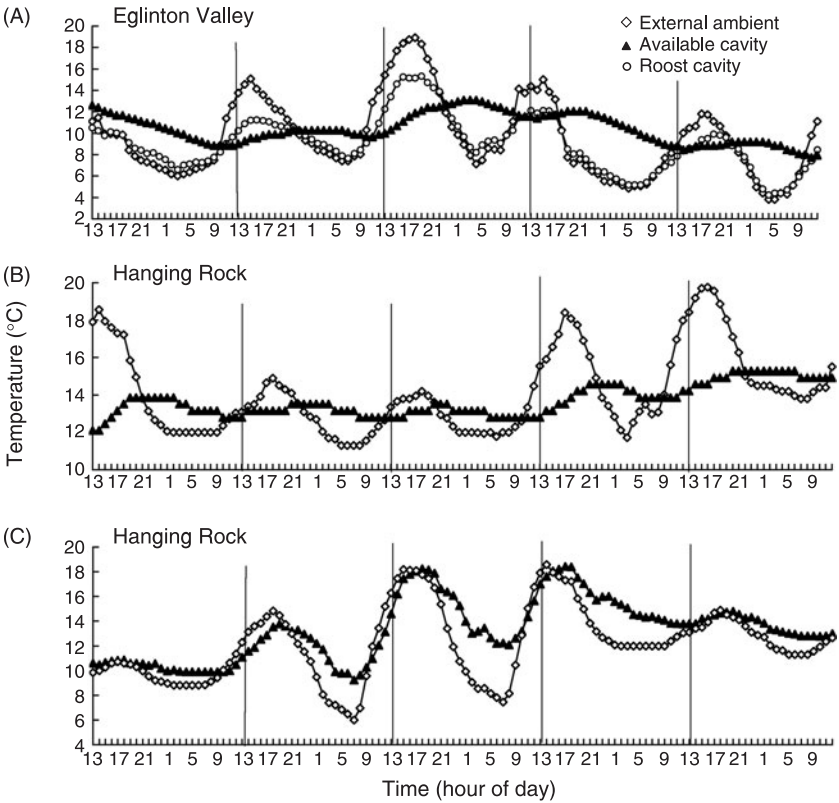 (A) Eglinton Valley
External ambient
Available cavity
Roost cavity
20
18
16
14
12
10
8
6
4
2
13 17 21 1 5 9 13 17 21 1 5 9 13 17 21 1 5 9 13 17 21 1 5 9 13 17 21 1 5 9
(B) Hanging Rock
Temperature (°C)
20
18
16
14
12
10
13 17 21 1 5 9 13 17 21 1 5 9 13 17 21 1 5 9 13 17 21 1 5 9 13 17 21 1 5 9
(C) Hanging Rock
20
18
16
14
12
10
8
6
4
13 17 21 1 5 9 13 17 21 1 5 9 13 17 21 1 5 9 13 17 21 1 5 9 13 17 21 1 5 9
Time (hour of day)